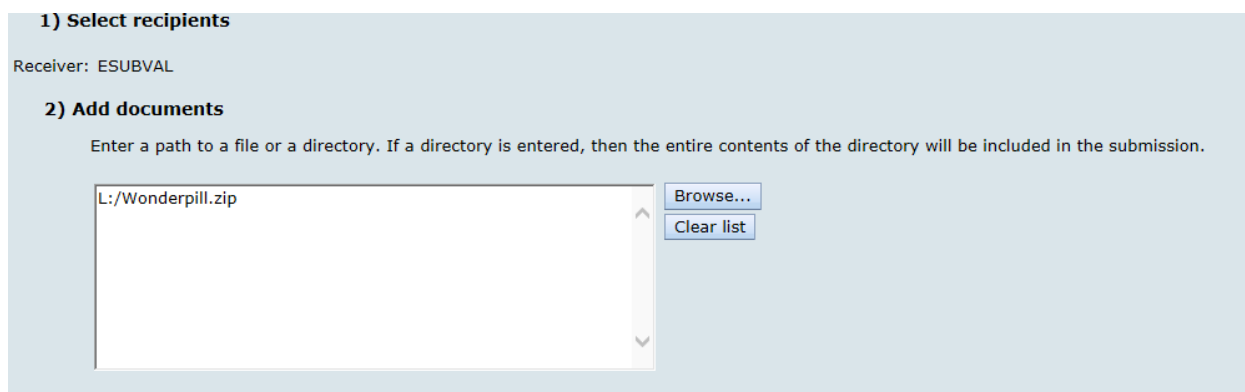 1) Select recipients
Receiver: ESUBVAL
2) Add documents
Enter a path to a file or a directory. If a directory is entered, then the entire contents of the directory will be included in the submission.
L:/Wonderpill.zip
Browse...
Clear list